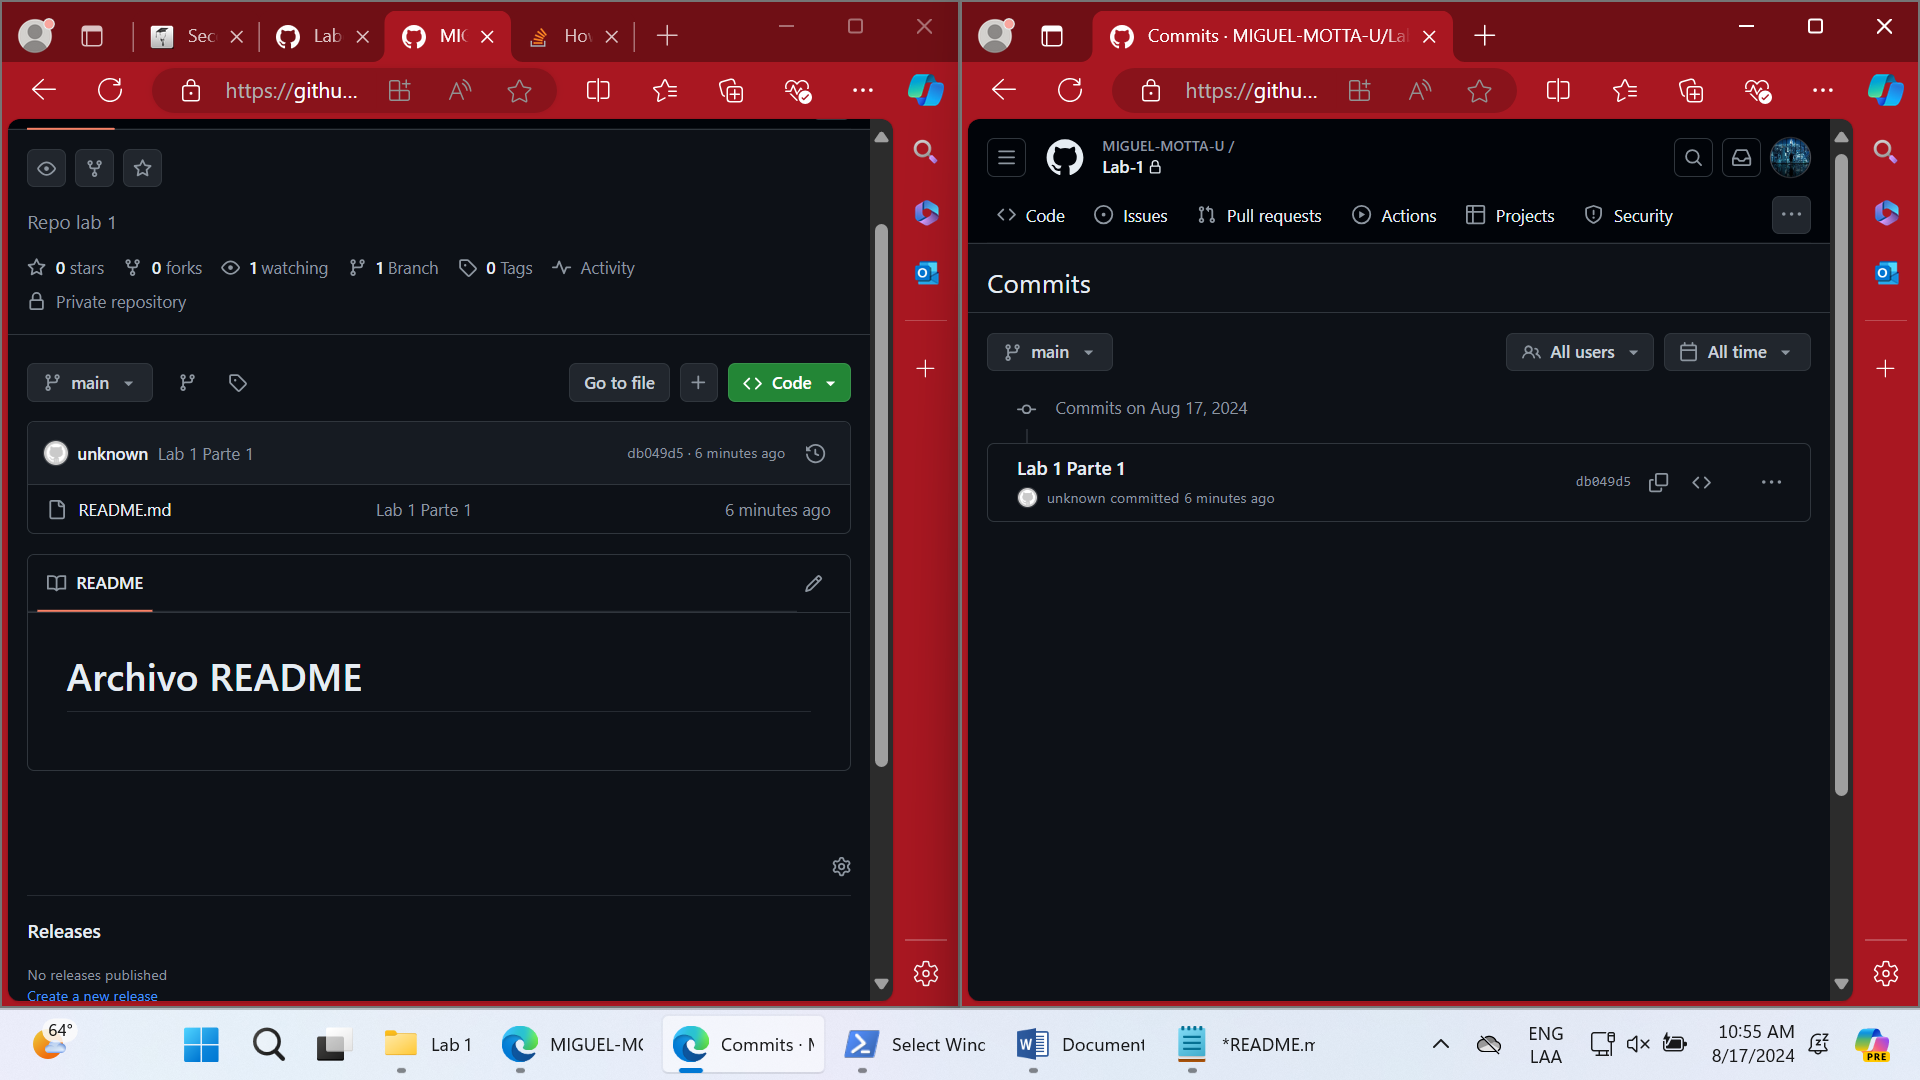 Sec
Lab
MIG
How
https://githu...
Repo lab 1
0 stars
0 forks
1 watching
1 Branch
0 Tags
Activity
Private repository
main
Go to file
Code
unknown Lab 1 Parte 1
db049d5 · 6 minutes ago
README.md
Lab 1 Parte 1
6 minutes ago
README
Archivo README
Releases
No releases published
Create a new release
Commits · MIGUEL-MOTTA-U/La
https://githu...
MIGUEL-MOTTA-U /
Lab-1
Code
Issues
Pull requests
Actions
Projects
Security
Commits
main
All users
All time
Commits on Aug 17, 2024
Lab 1 Parte 1
unknown committed 6 minutes ago
db049d5
64°
Lab 1
MIGUEL-MO
Commits · M
Select Wind
Document
*README.m
ENG
LAA
10:55 AM
8/17/2024
PRE